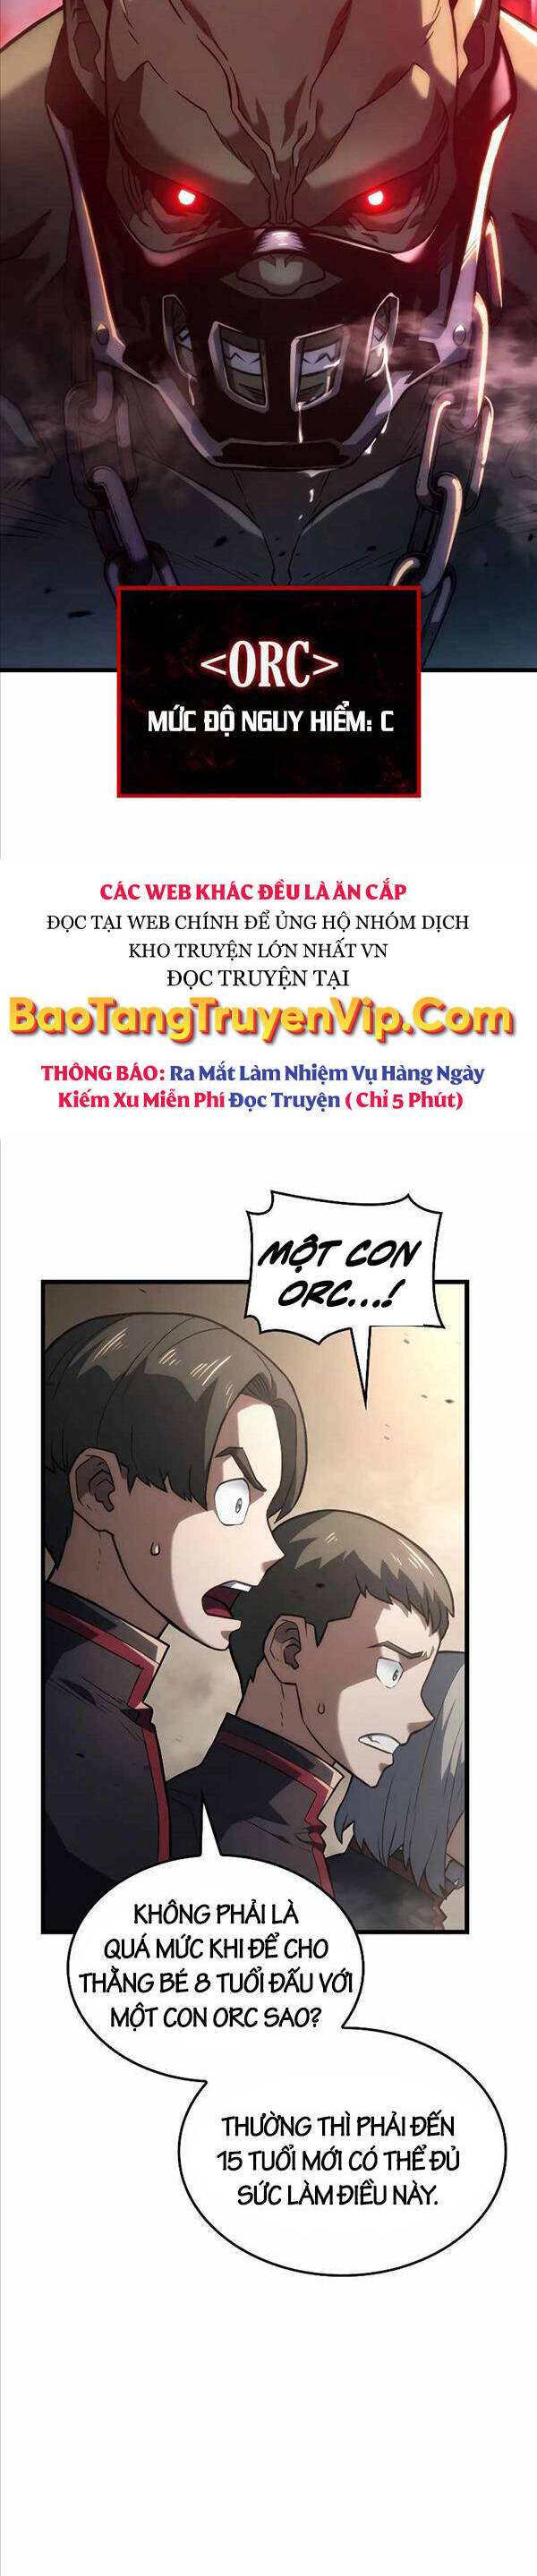 <ORC>
MỨC ĐỘ NGUY HIỂM: C
CÁC WEB KHÁC ĐỀU LÀ ĂN CẮP
ĐỌC TẠI WEB CHÍNH ĐỂ ỦNG HỘ NHÓM DỊCH
KHO TRUYỆN LỚN NHẤT VN
ĐỌC TRUYỆN TẠI
BaoTangTruyenVip.Com
THÔNG BÁO: Ra Mắt Làm Nhiệm Vụ Hàng Ngày
Kiếm Xu Miễn Phí Đọc Truyện ( Chỉ 5 Phút)
MỘT CON
ORC...!
KHÔNG PHẢI LÀ
QUÁ MỨC KHI ĐỂ CHO
THẰNG BÉ 8 TUỔI ĐẤU VỚI
MỘT CON ORC SAO?
THƯỜNG THÌ PHẢI ĐẾN
15 TUỔI MỚI CÓ THỂ ĐỦ
SỨC LÀM ĐIỀU NÀY.